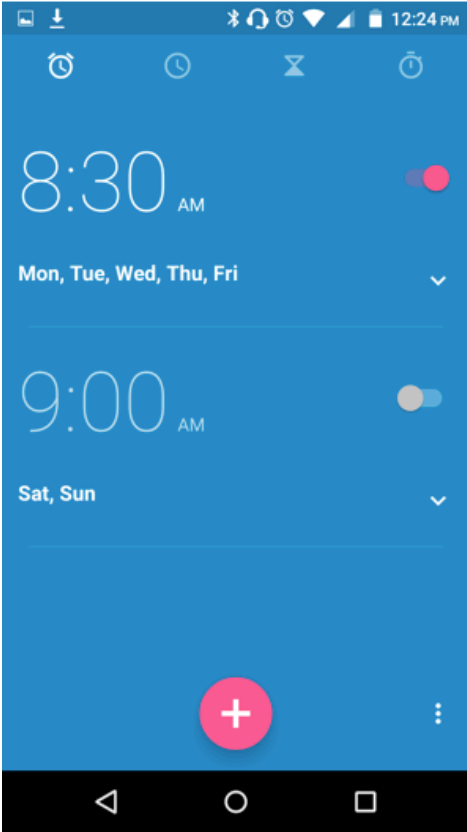 12:24 PM
8:30 AM
Mon, Tue, Wed, Thu, Fri
9:00 AM
Sat, Sun